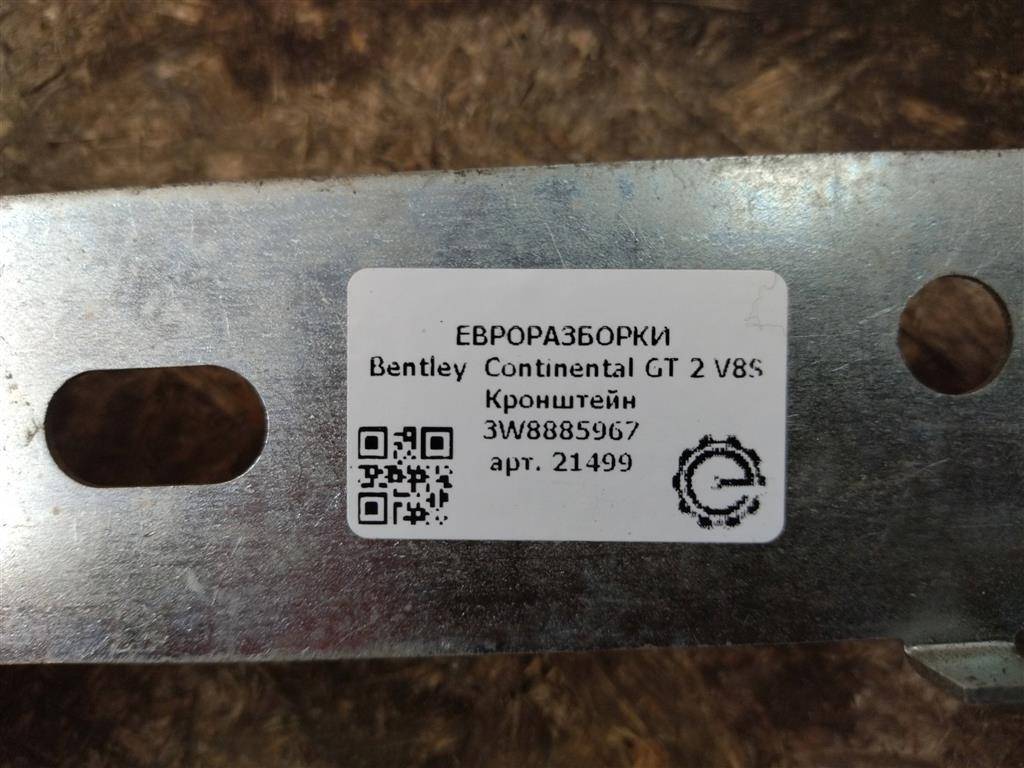 ЕВРОРАЗБОРКИ
Bentley Continental GT 2 V8S
Кронштейн
3W8885967
арт. 21499